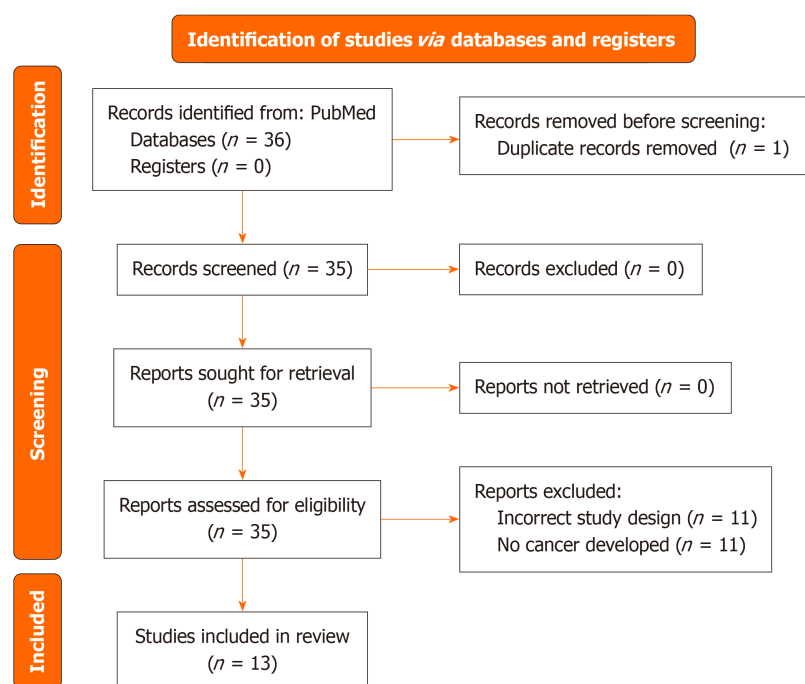 Identification of studies via databases and registers
Identification
Records identified from: PubMed
Databases (n = 36)
Registers (n = 0)
Records removed before screening:
Duplicate records removed (n = 1)
Screening
Records screened (n = 35)
Records excluded (n = 0)
Reports sought for retrieval
(n = 35)
Reports not retrieved (n = 0)
Reports assessed for eligibility
(n = 35)
Reports excluded:
Incorrect study design (n = 11)
No cancer developed (n = 11)
Included
Studies included in review
(n = 13)